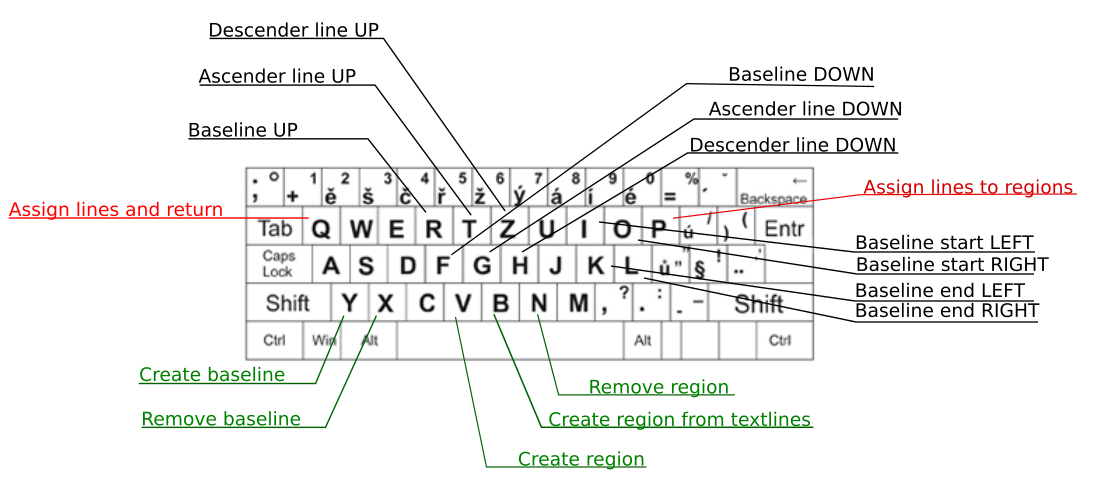 Descender line UP
Ascender line UP
Baseline DOWN
Ascender line DOWN
Baseline UP
Descender line DOWN
Assign lines to regions
Assign lines and return
; ° + 1 ě 2 š 3 č 4 ř 5 ž 6 ý 7 á 8 í 9 é 0 = % ´ ˇ ← Backspace
Tab Q W E R T Z U I O P ú / ) ( Entr
Baseline start LEFT
Baseline start RIGHT
Caps Lock A S D F G H J K L ů " § ! ¨ '
Baseline end LEFT
Baseline end RIGHT
Shift Y X C V B N M , ? . : - _ Shift
Ctrl Win Alt Alt Ctrl
Create baseline
Remove region
Remove baseline
Create region from textlines
Create region